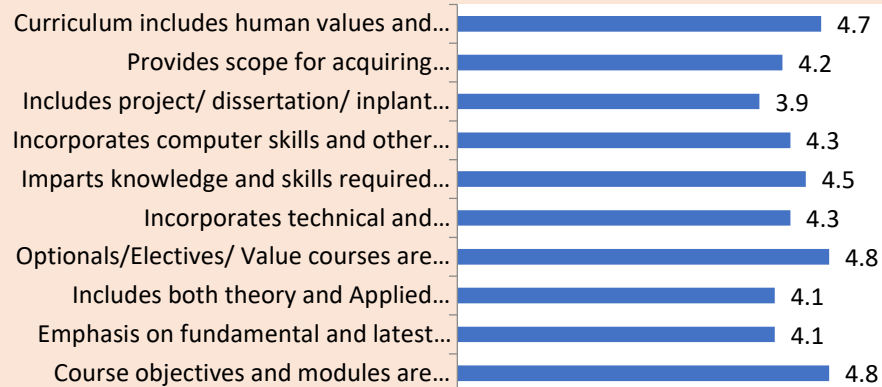 Curriculum includes human values and... 4.7
Provides scope for acquiring... 4.2
Includes project/ dissertation/ inplant... 3.9
Incorporates computer skills and other... 4.3
Imparts knowledge and skills required... 4.5
Incorporates technical and... 4.3
Optionals/Electives/ Value courses are... 4.8
Includes both theory and Applied... 4.1
Emphasis on fundamental and latest... 4.1
Course objectives and modules are... 4.8